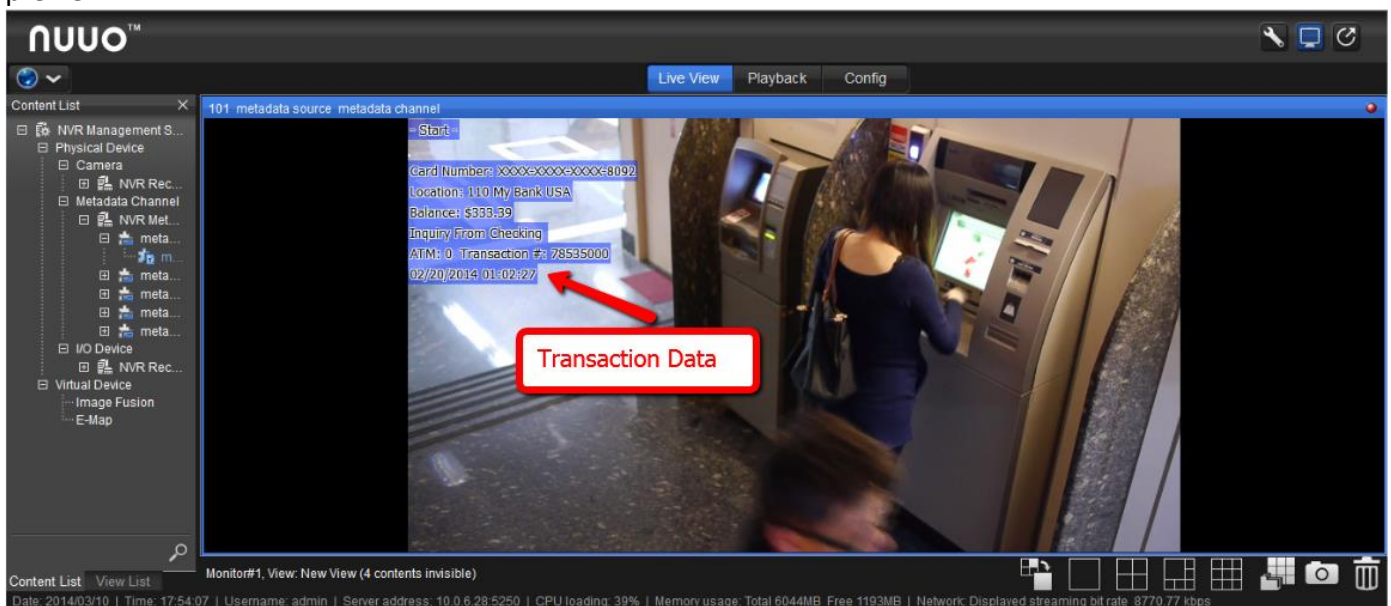 nuuo™
Live View Playback Config
Content List
101 metadata source metadata channel
NVR Management S...
Physical Device
Camera
NVR Rec...
Metadata Channel
NVR Met...
meta...
m...
meta...
meta...
meta...
meta...
I/O Device
NVR Rec...
Virtual Device
Image Fusion
E-Map
- Start -
Card Number: XXXX-XXXX-XXXX-8092
Location: 110 My Bank USA
Balance: $333.39
Inquiry From Checking
ATM: 0 Transaction #: 78535000
02/20/2014 01:02:27
Transaction Data
Content List View List
Monitor#1, View: New View (4 contents invisible)
Date: 2014/03/10 | Time: 17:54:07 | Username: admin | Server address: 10.0.6.28:5250 | CPU loading: 39% | Memory usage: Total 6044MB Free 1193MB | Network: Displayed streaming bit rate 8770.77 kbps